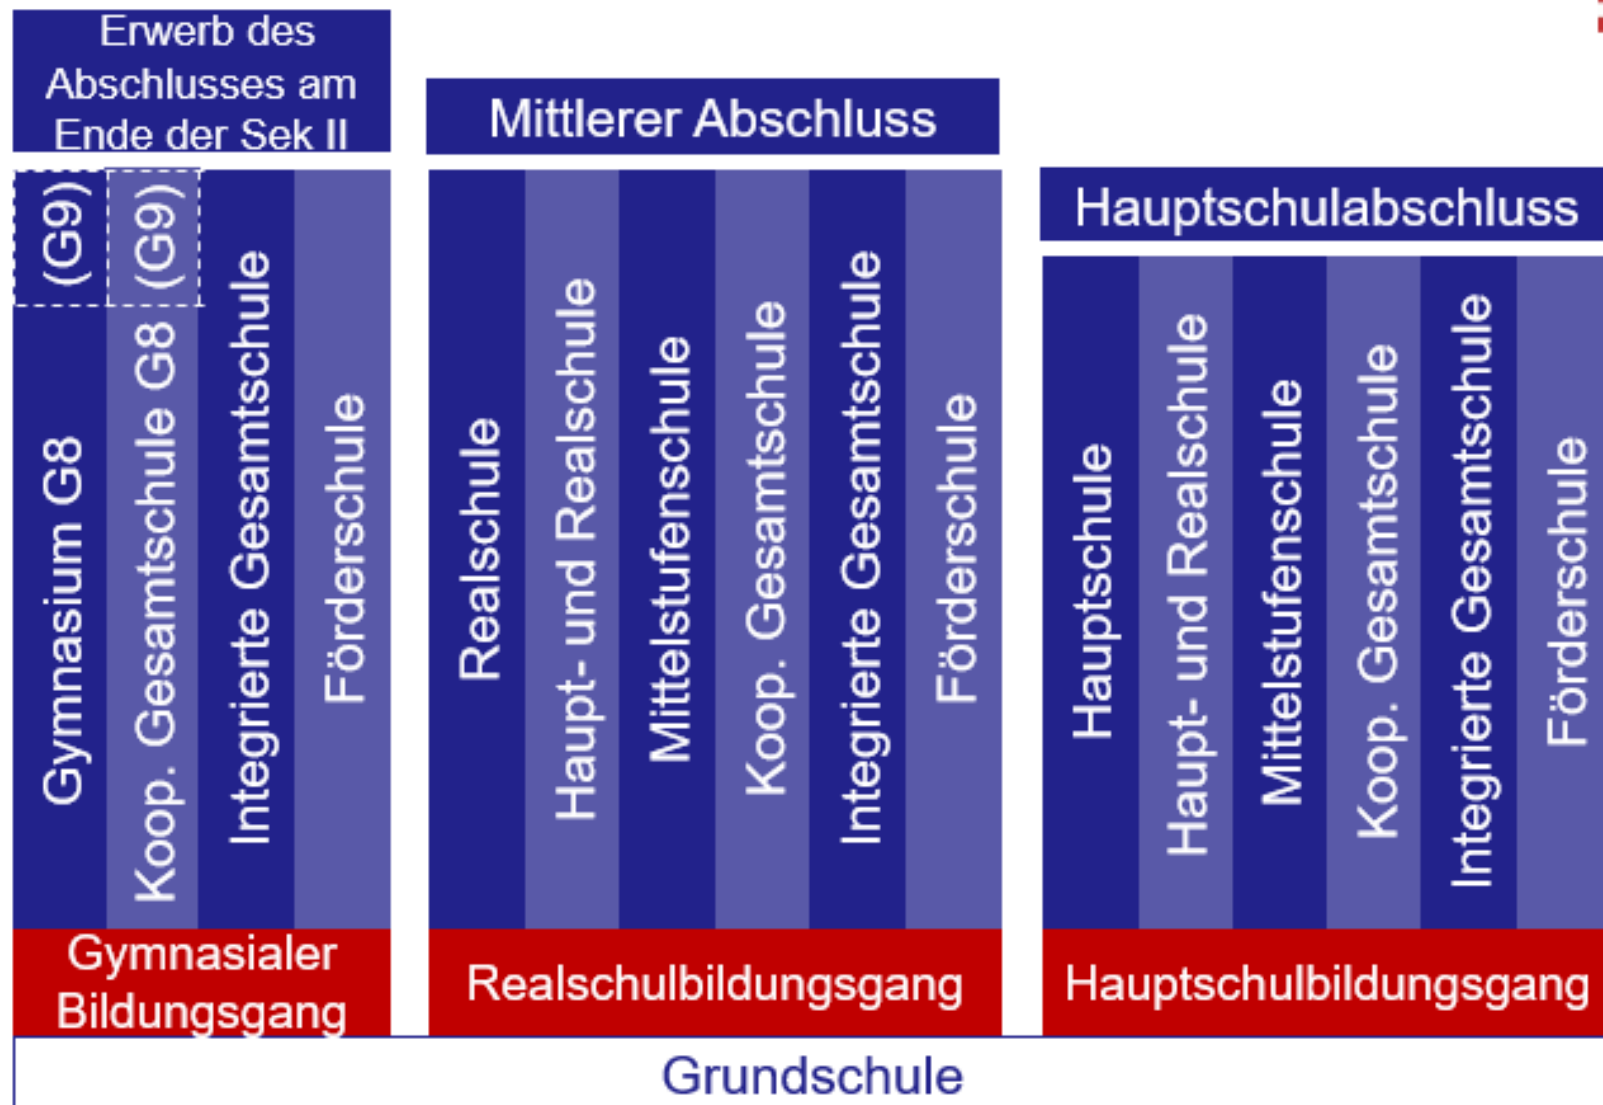 Erwerb des
Abschlusses am
Ende der Sek II
Mittlerer Abschluss
Hauptschulabschluss
Gymnasium G8 (G9)
Koop. Gesamtschule G8 (G9)
Integrierte Gesamtschule
Förderschule
Realschule
Haupt- und Realschule
Mittelstufenschule
Koop. Gesamtschule
Integrierte Gesamtschule
Förderschule
Hauptschule
Haupt- und Realschule
Mittelstufenschule
Koop. Gesamtschule
Integrierte Gesamtschule
Förderschule
Gymnasialer
Bildungsgang
Realschulbildungsgang
Hauptschulbildungsgang
Grundschule